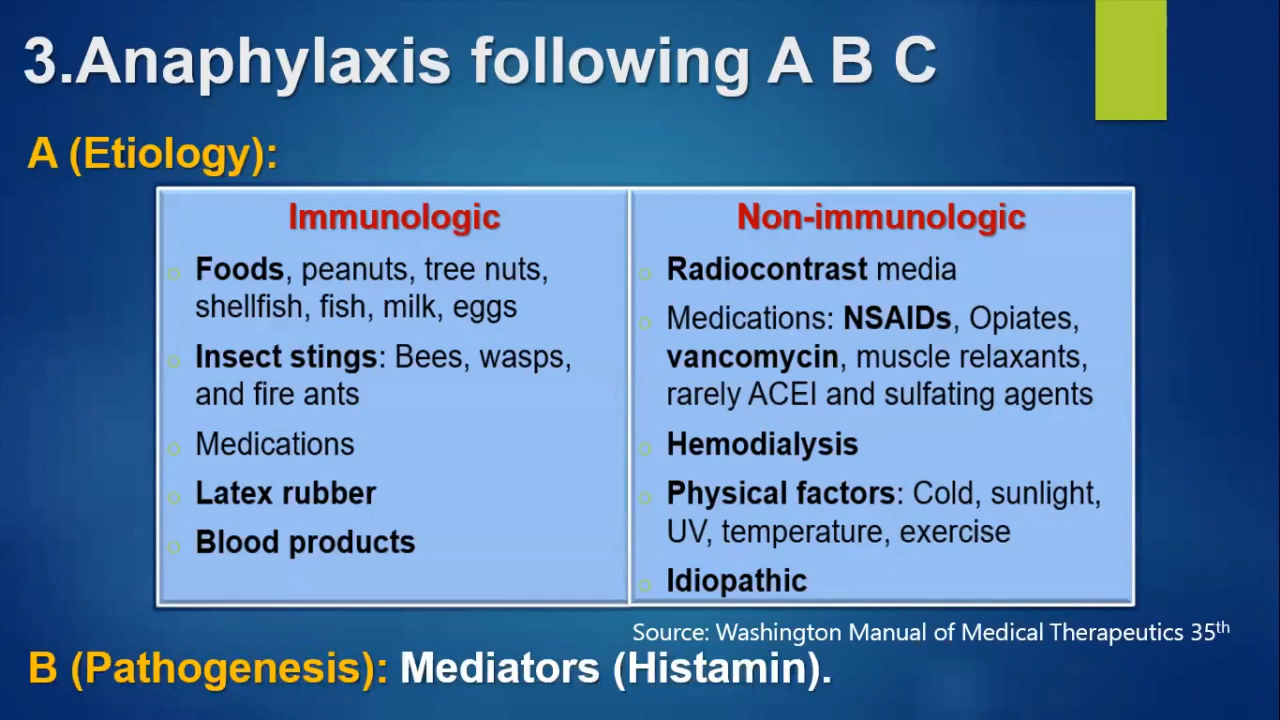 3.Anaphylaxis following A B C
A (Etiology):
Immunologic
Foods, peanuts, tree nuts,
shellfish, fish, milk, eggs
Insect stings: Bees, wasps,
and fire ants
Medications
Latex rubber
Blood products
Non-immunologic
Radiocontrast media
Medications: NSAIDs, Opiates,
vancomycin, muscle relaxants,
rarely ACEI and sulfating agents
Hemodialysis
Physical factors: Cold, sunlight,
UV, temperature, exercise
Idiopathic
Source: Washington Manual of Medical Therapeutics 35th
B (Pathogenesis): Mediators (Histamin).